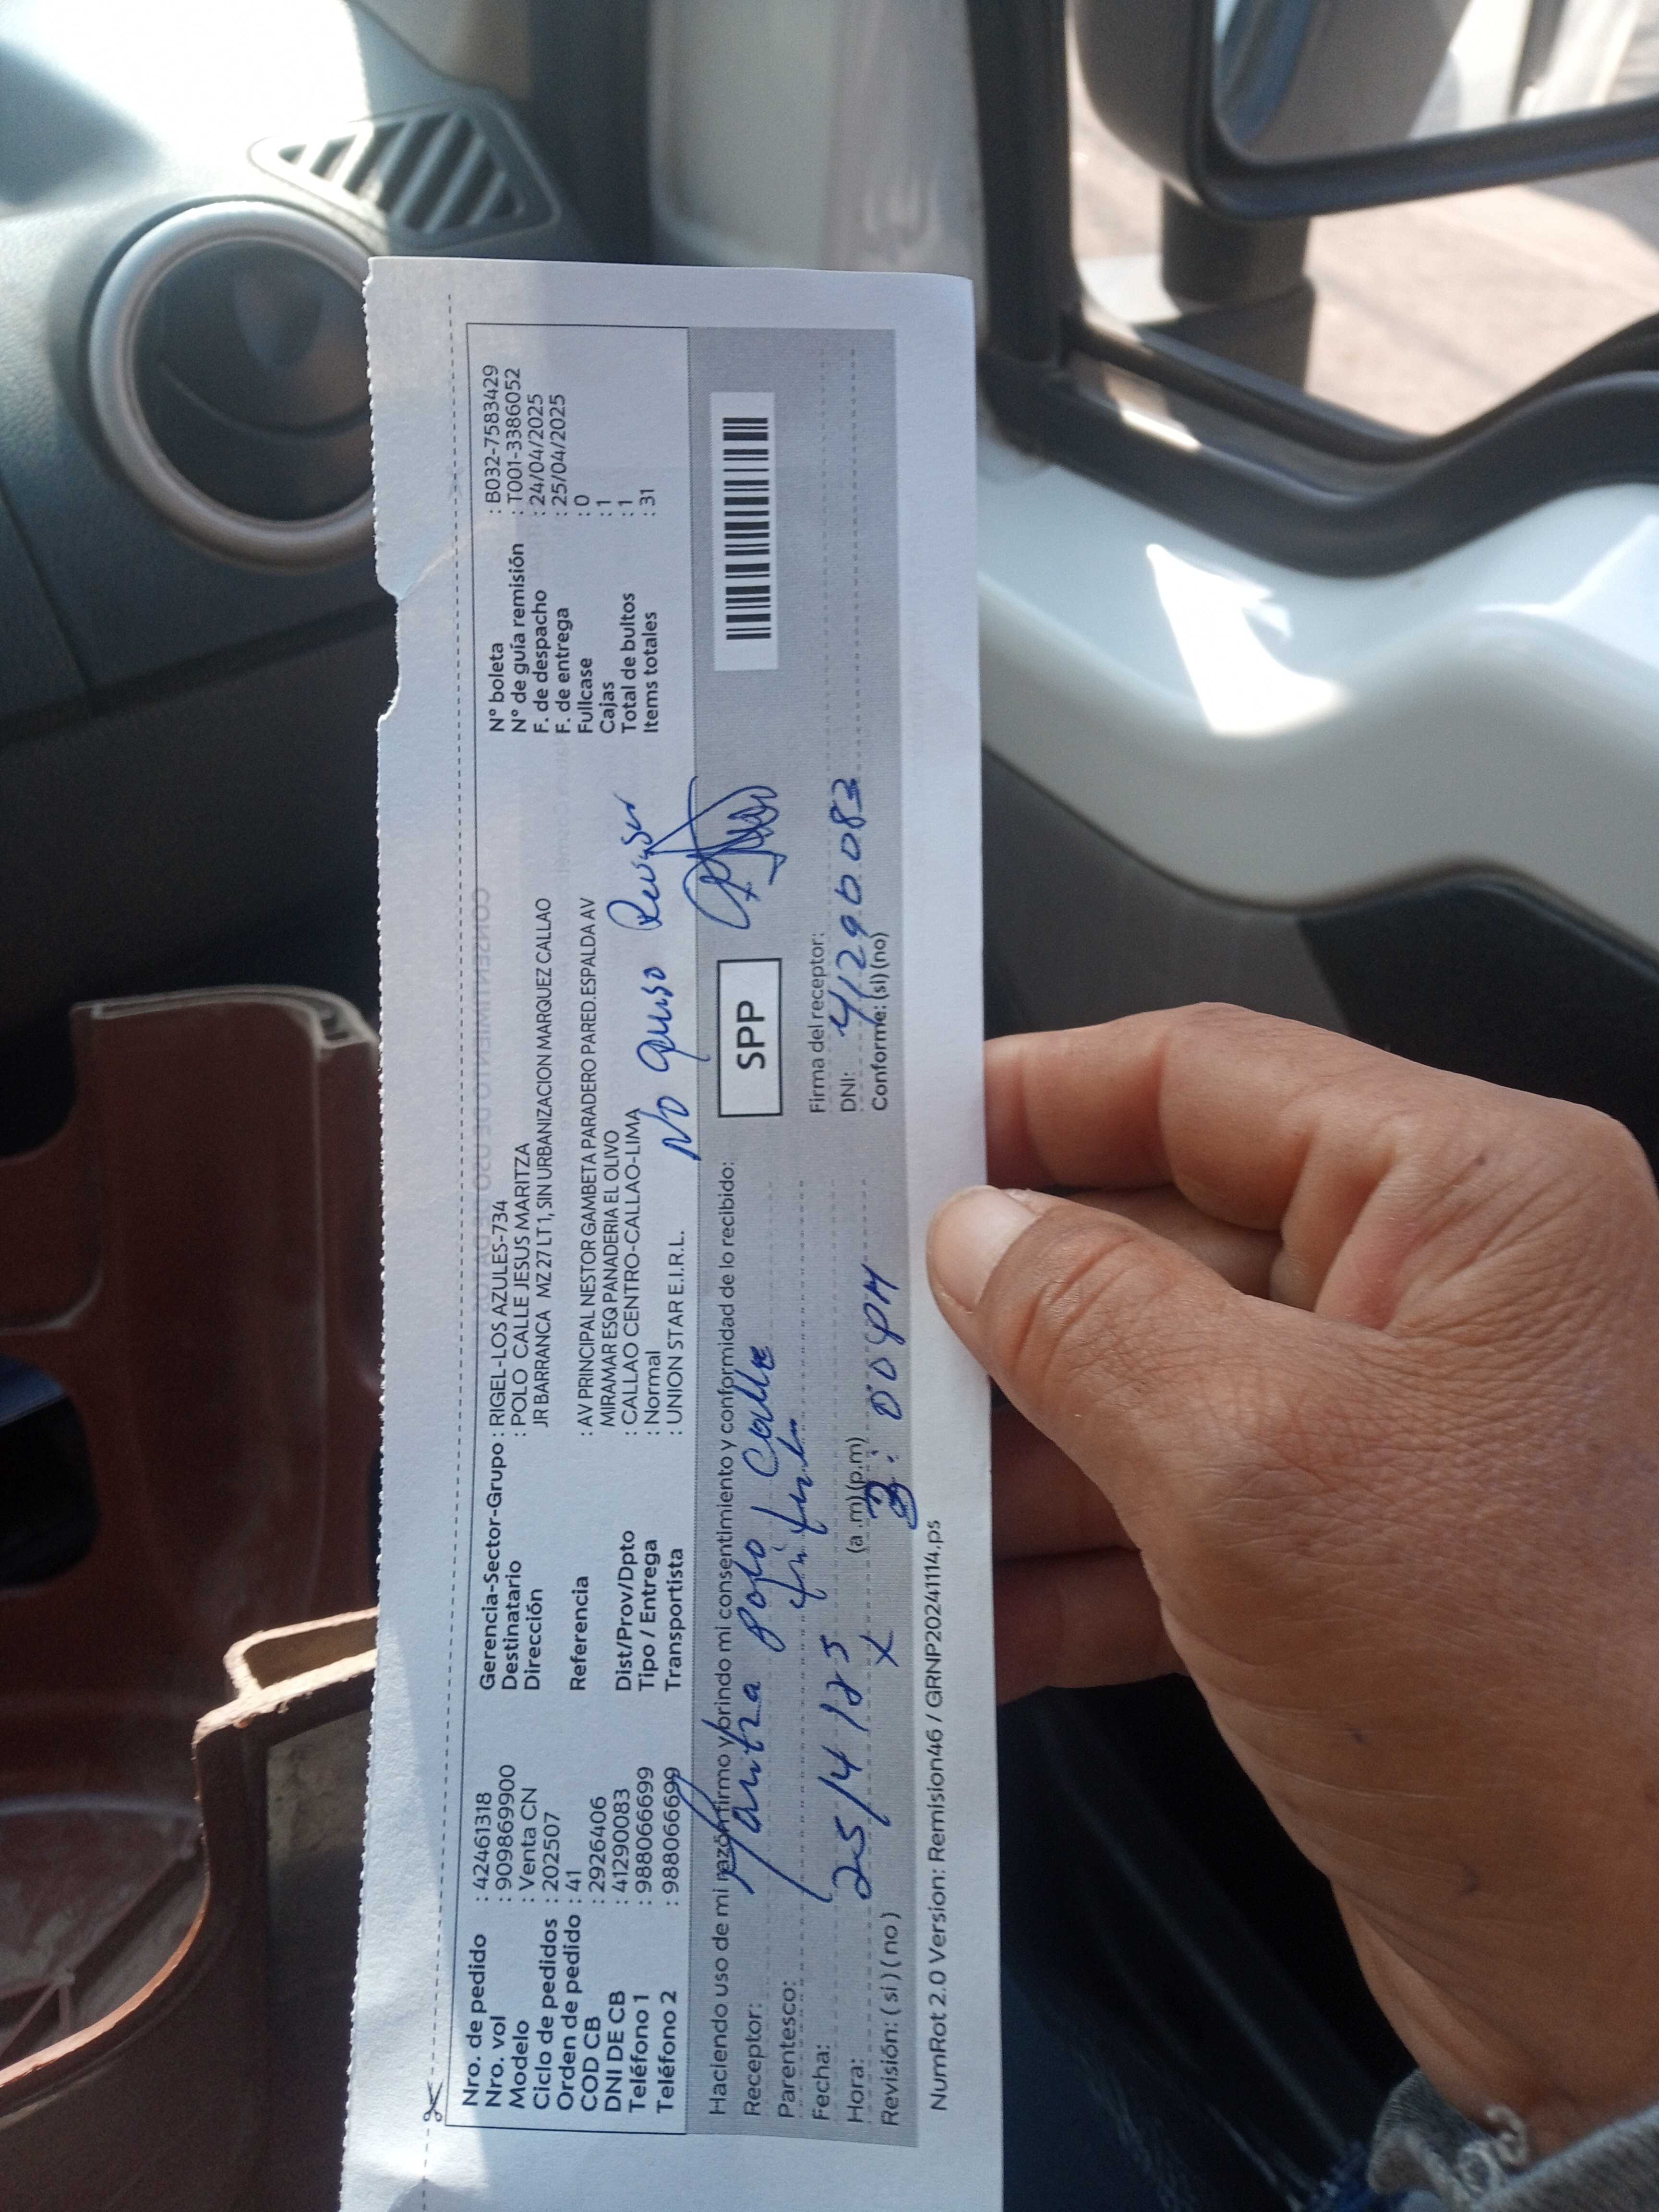 Nro. de pedido : 42461318
Nro. vol : 909869900
Modelo : Venta CN
Ciclo de pedidos : 202507
Orden de pedido : 41
COD CB : 2926406
DNI DE CB : 41290083
Teléfono 1 : 988066699
Teléfono 2 : 988066699
Gerencia-Sector-Grupo : RIGEL-LOS AZULES-734
Destinatario : POLO CALLE JESUS MARITZA
Dirección JR BARRANCA MZ 27 LT 1, SIN URBANIZACION MARQUEZ CALLAO
Referencia : AV PRINCIPAL NESTOR GAMBETA PARADERO PARED.ESPALDA AV
MIRAMAR ESQ PANADERIA EL OLIVO
Dist/Prov/Dpto : CALLAO CENTRO-CALLAO-LIMA
Tipo / Entrega : Normal
Transportista : UNION STAR E.I.R.L.
N° boleta : B032-7583429
N° de guía remisión : T001-3386052
F. de despacho : 24/04/2025
F. de entrega : 25/04/2025
Fullcase : 0
Cajas : 1
Total de bultos : 1
Items totales : 31
No quiso
Haciendo uso de mi razón firmo y brindo mi consentimiento y conformidad de lo recibido:
SPP
Receptor: Maritza Polo Calle
Parentesco:
Fecha: 25/4/25
Hora: (a.m) (p.m)
X 3:00 PM
Revisión: ( si ) ( no )
Firma del receptor:
DNI: 41290083
Conforme: (si) (no)
NumRot 2.0 Version: Remision46 / GRNP20241114.ps